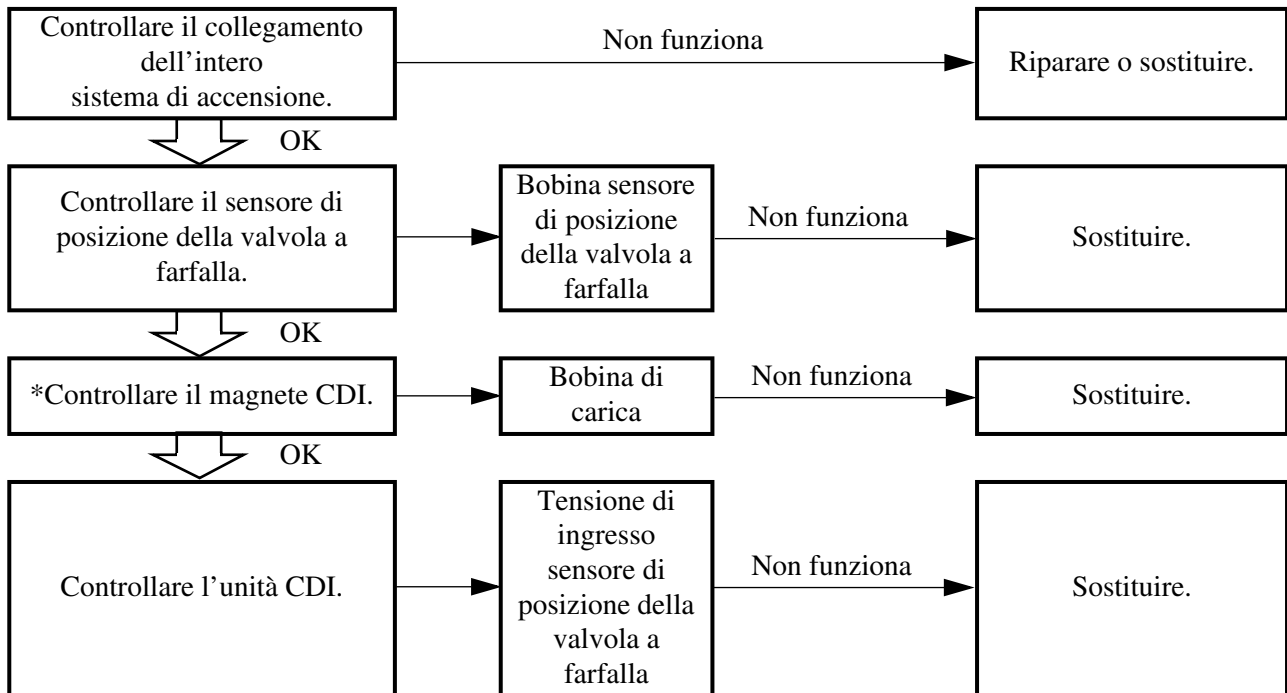 Controllare il collegamento
dell'intero
sistema di accensione.
Non funziona
Riparare o sostituire.
OK
Controllare il sensore di
posizione della valvola a
farfalla.
Bobina sensore
di posizione
della valvola a
farfalla
Non funziona
Sostituire.
OK
*Controllare il magnete CDI.
Bobina di
carica
Non funziona
Sostituire.
OK
Controllare l'unità CDI.
Tensione di
ingresso
sensore di
posizione della
valvola a
farfalla
Non funziona
Sostituire.